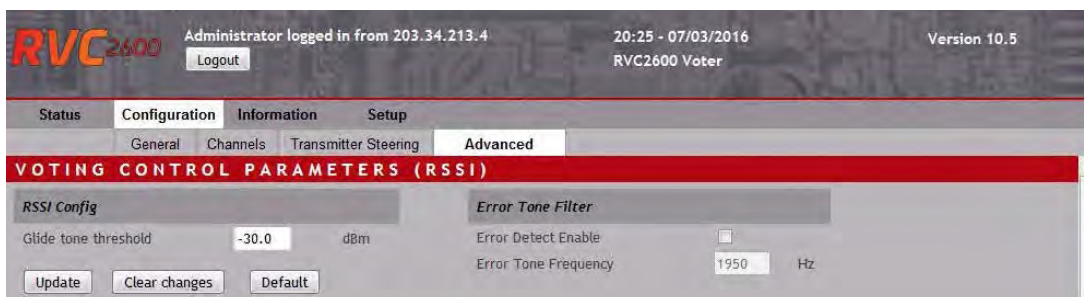 RVC2600
Administrator logged in from 203.34.213.4
Logout
20:25 - 07/03/2016
RVC2600 Voter
Version 10.5
Status Configuration Information Setup
General Channels Transmitter Steering Advanced
VOTING CONTROL PARAMETERS (RSSI)
RSSI Config
Glide tone threshold -30.0 dBm
Update Clear changes Default
Error Tone Filter
Error Detect Enable
Error Tone Frequency 1950 Hz